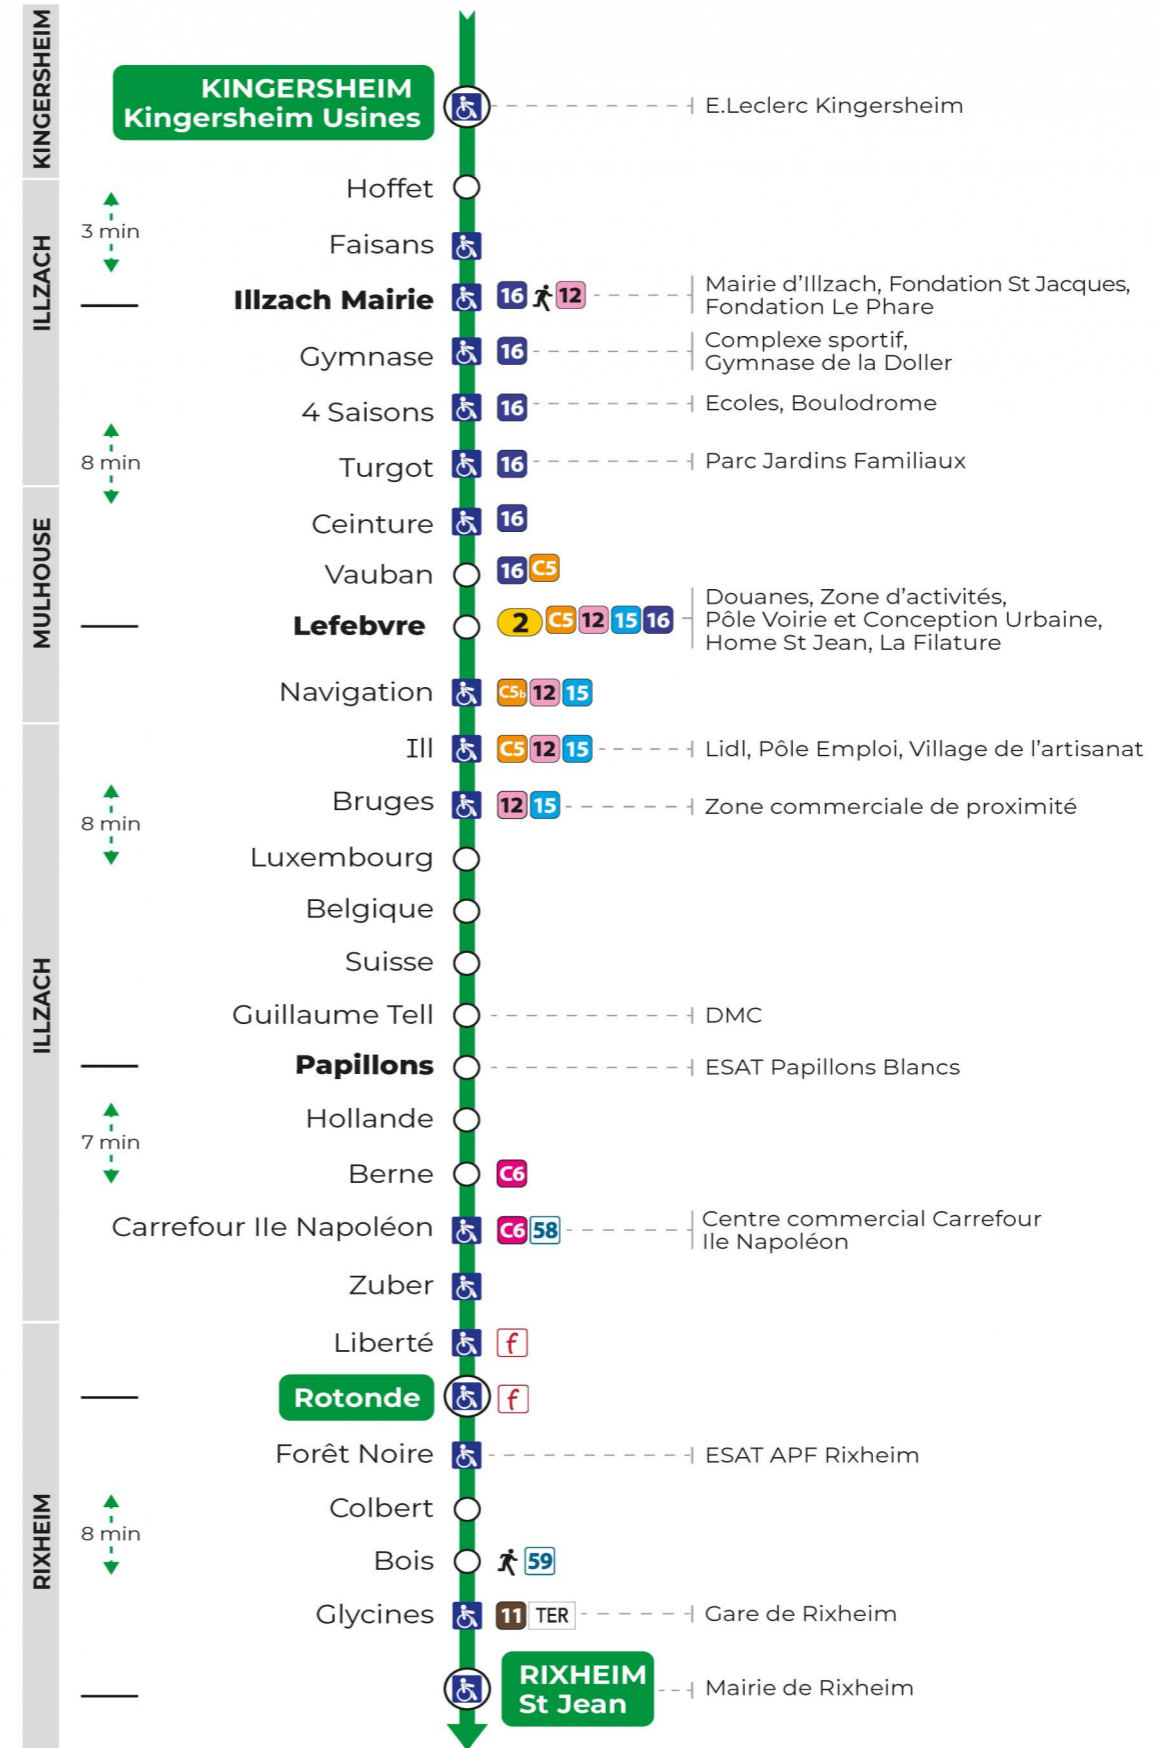 KINGERSHEIM
KINGERSHEIM
Kingersheim Usines
E.Leclerc Kingersheim
ILLZACH
Hoffet
3 min
Faisans
Illzach Mairie 16 12
Mairie d’Illzach, Fondation St Jacques,
Fondation Le Phare
Gymnase 16
Complexe sportif,
Gymnase de la Doller
4 Saisons 16 Ecoles, Boulodrome
8 min
Turgot 16 Parc Jardins Familiaux
MULHOUSE
Ceinture 16
Vauban 16 C5
Lefebvre 2 C5 12 15 16
Douanes, Zone d’activités,
Pôle Voirie et Conception Urbaine,
Home St Jean, La Filature
Navigation C5b 12 15
ILLZACH
Ill C5 12 15 Lidl, Pôle Emploi, Village de l’artisanat
8 min
Bruges 12 15 Zone commerciale de proximité
Luxembourg
Belgique
Suisse
Guillaume Tell DMC
Papillons ESAT Papillons Blancs
Hollande
7 min
Berne C6
Carrefour Ile Napoléon C6 58
Centre commercial Carrefour
Ile Napoléon
Zuber
RIXHEIM
Liberté f
Rotonde f
Forêt Noire ESAT APF Rixheim
Colbert
8 min
Bois 59
Glycines 11 TER Gare de Rixheim
RIXHEIM
St Jean
Mairie de Rixheim